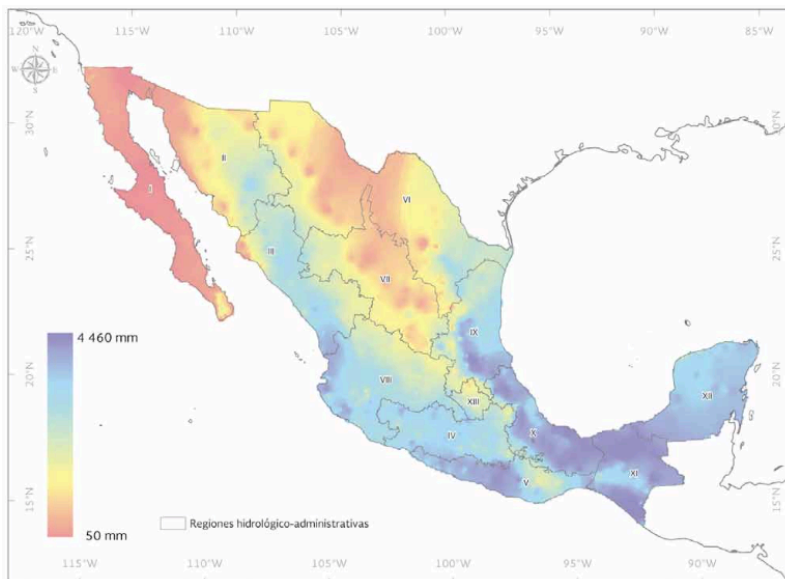 120°W 115°W 110°W 105°W 100°W 95°W 90°W 85°W
30°N
30°N
25°N
25°N
20°N
20°N
15°N
15°N
N
E
S
I
II
III
VI
VII
IX
VIII
XIII
IV
X
V
XI
XII
4 460 mm
50 mm
Regiones hidrológico-administrativas
115°W 110°W 105°W 100°W 95°W 90°W